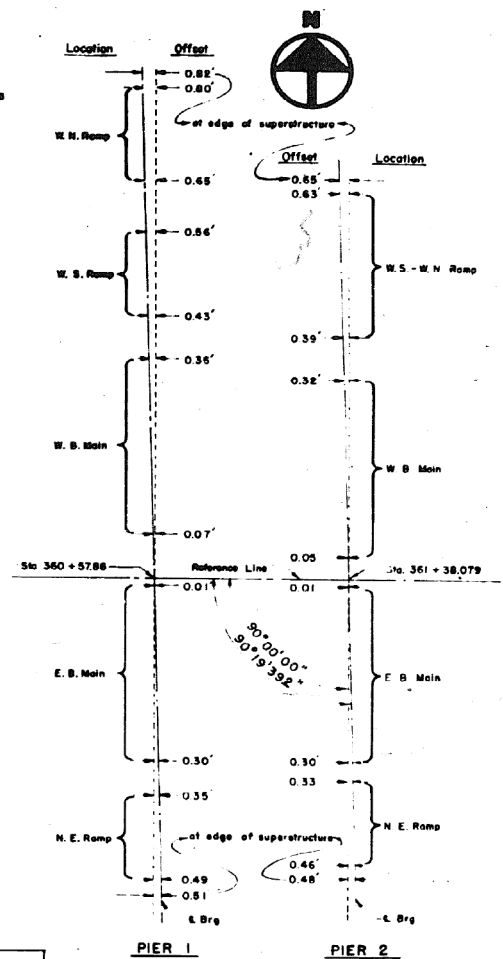 N
Location Offset
0.82'
0.80'
at edge of superstructure
W. N. Ramp
Offset Location
0.65'
0.65'
0.63'
0.56'
W. S. Ramp
W. S. - W. N Ramp
0.43'
0.39'
0.36'
0.32'
W. B. Main
W B Main
0.07'
0.05
Sta 360 + 57.88
Reference Line
Sta. 361 + 38.079
0.01
0.01
90° 00' 00"
90° 19' 39.2"
E. B. Main
E B Main
0.30'
0.30'
0.35'
0.33
N. E. Ramp
N E. Ramp
at edge of superstructure
0.46'
0.49
0.48'
0.51
℄ Brg
℄ Brg
PIER 1
PIER 2